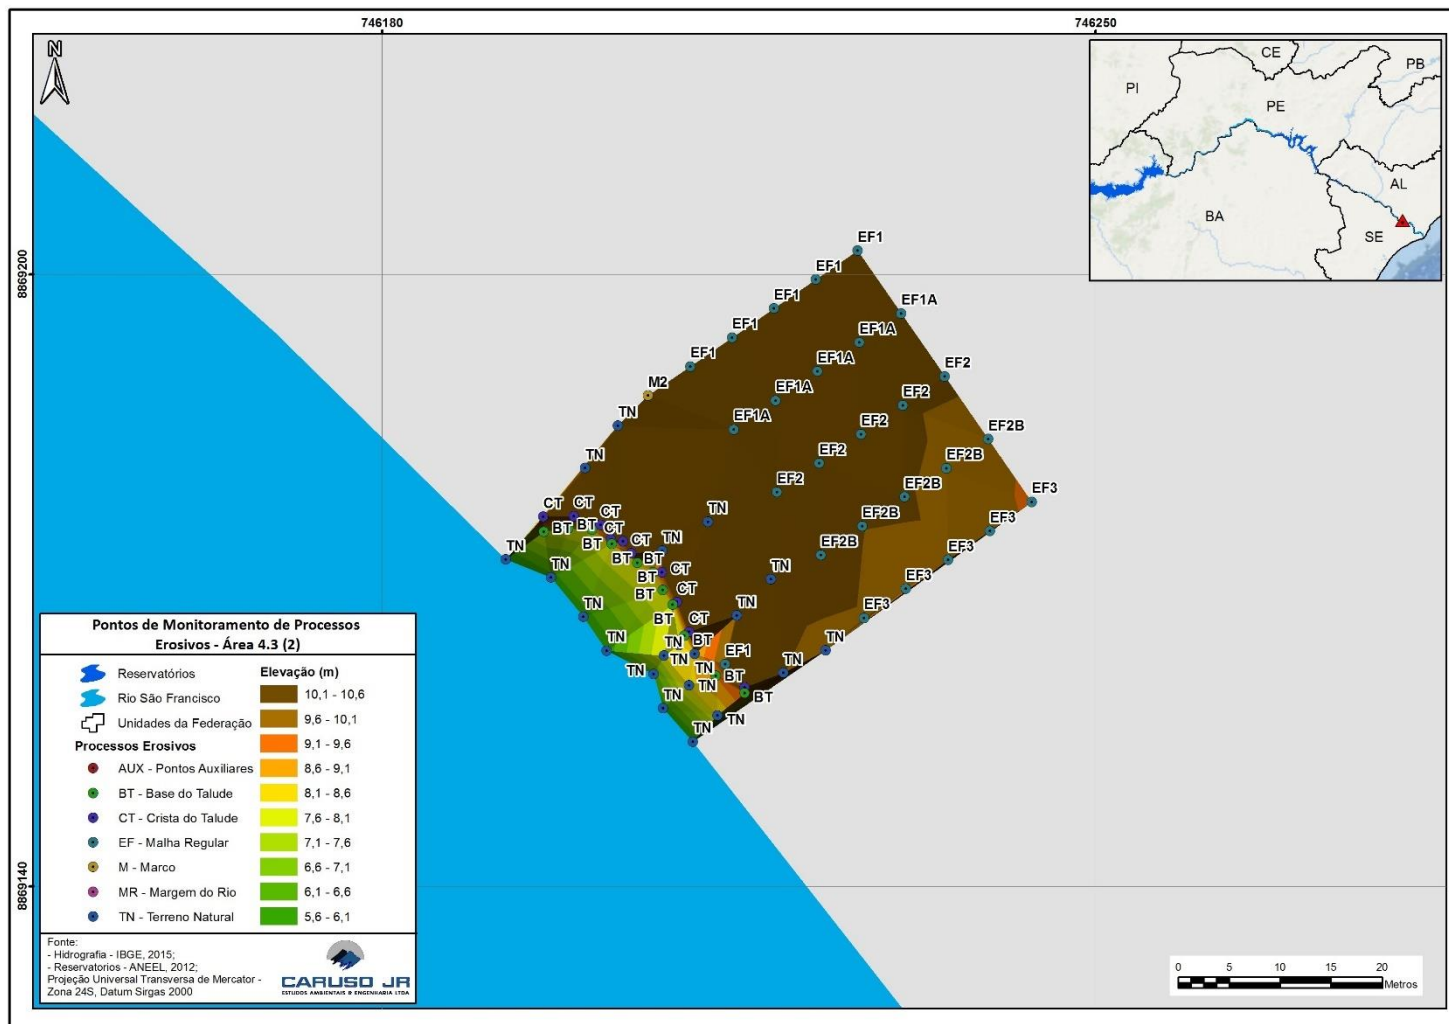 746180
746250
N
8869200
8869140
CE
PB
PI
PE
AL
BA
SE
EF1
EF1
EF1A
EF1
EF1A
EF1
EF1A
EF2
EF1
EF1A
EF2
M2
EF2
EF2B
TN
EF1A
EF2
EF2B
TN
EF2
EF2B
EF3
CT
CT
CT
TN
EF2B
EF3
BT
BT
CT
CT
TN
EF2B
EF3
TN
BT
BT
CT
TN
EF3
TN
BT
BT
CT
TN
EF3
TN
BT
CT
TN
TN
TN
BT
TN
EF1
TN
TN
TN
BT
TN
TN
BT
TN
TN
Pontos de Monitoramento de Processos
Erosivos - Área 4.3 (2)
Reservatórios
Rio São Francisco
Unidades da Federação
Processos Erosivos
AUX - Pontos Auxiliares
BT - Base do Talude
CT - Crista do Talude
EF - Malha Regular
M - Marco
MR - Margem do Rio
TN - Terreno Natural
Elevação (m)
10,1 - 10,6
9,6 - 10,1
9,1 - 9,6
8,6 - 9,1
8,1 - 8,6
7,6 - 8,1
7,1 - 7,6
6,6 - 7,1
6,1 - 6,6
5,6 - 6,1
Fonte:
- Hidrografia - IBGE, 2015;
- Reservatorios - ANEEL, 2012;
Projeção Universal Transversa de Mercator -
Zona 24S, Datum Sirgas 2000
CARUSO JR
ESTUDOS AMBIENTAIS & ENGENHARIA LTDA
0 5 10 15 20
Metros